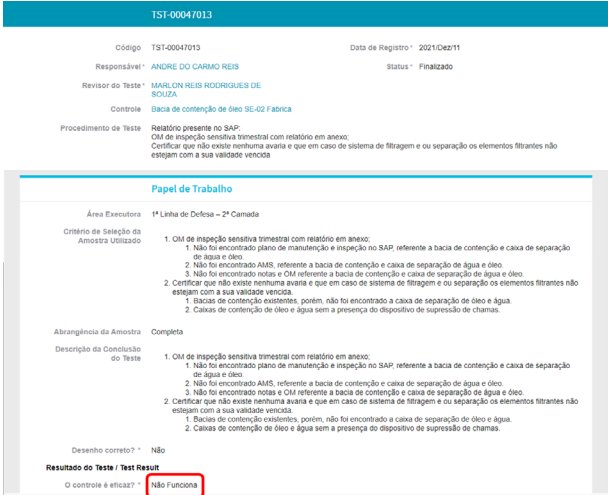 TST-00047013
Código TST-00047013 Data de Registro * 2021/Dez/11
Responsável * ANDRE DO CARMO REIS Status * Finalizado
Revisor do Teste * MARLON REIS RODRIGUES DE
SOUZA
Controle Bacia de contenção de óleo SE-02 Fabrica
Procedimento de Teste Relatório presente no SAP;
OM de inspeção sensitiva trimestral com relatório em anexo;
Certificar que não existe nenhuma avaria e que em caso de sistema de filtragem e ou separação os elementos filtrantes não
estejam com a sua validade vencida
Papel de Trabalho
Área Executora 1ª Linha de Defesa – 2ª Camada
Critério de Seleção da
Amostra Utilizado
1. OM de inspeção sensitiva trimestral com relatório em anexo;
1. Não foi encontrado plano de manutenção e inspeção no SAP, referente a bacia de contenção e caixa de separação
de água e óleo.
2. Não foi encontrado AMS, referente a bacia de contenção e caixa de separação de água e óleo.
3. Não foi encontrado notas e OM referente a bacia de contenção e caixa de separação de água e óleo.
2. Certificar que não existe nenhuma avaria e que em caso de sistema de filtragem e ou separação os elementos filtrantes não
estejam com a sua validade vencida.
1. Bacias de contenção existentes, porém, não foi encontrado a caixa de separação de óleo e água.
2. Caixas de contenção de óleo e água sem a presença do dispositivo de supressão de chamas.
Abrangência da Amostra Completa
Descrição da Conclusão
do Teste
1. OM de inspeção sensitiva trimestral com relatório em anexo;
1. Não foi encontrado plano de manutenção e inspeção no SAP, referente a bacia de contenção e caixa de separação
de água e óleo.
2. Não foi encontrado AMS, referente a bacia de contenção e caixa de separação de água e óleo.
3. Não foi encontrado notas e OM referente a bacia de contenção e caixa de separação de água e óleo.
2. Certificar que não existe nenhuma avaria e que em caso de sistema de filtragem e ou separação os elementos filtrantes não
estejam com a sua validade vencida.
1. Bacias de contenção existentes, porém, não foi encontrado a caixa de separação de óleo e água.
2. Caixas de contenção de óleo e água sem a presença do dispositivo de supressão de chamas.
Desenho correto? * Não
Resultado do Teste / Test Result
O controle é eficaz? * Não Funciona